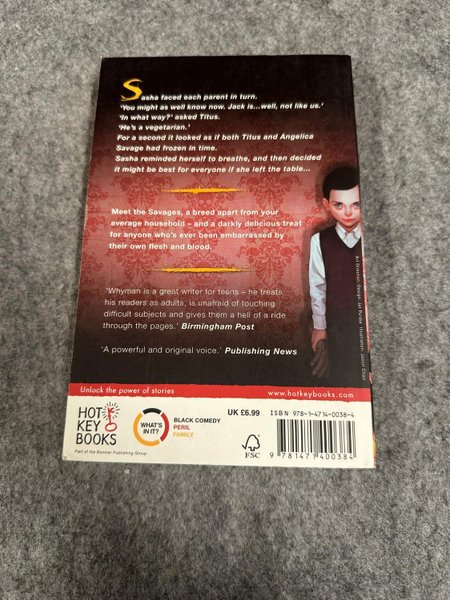 Sasha faced each parent in turn.
'You might as well know now. Jack is...well, not like us.'
'In what way?' asked Titus.
'He's a vegetarian.'
For a second it looked as if both Titus and Angelica
Savage had frozen in time.
Sasha reminded herself to breathe, and then decided
it might be best for everyone if she left the table...
Meet the Savages, a breed apart from your
average household – and a darkly delicious treat
for anyone who's ever been embarrassed by
their own flesh and blood.
'Whyman is a great writer for teens – he treats
his readers as adults, is unafraid of touching
difficult subjects and gives them a hell of a ride
through the pages.' Birmingham Post
'A powerful and original voice.' Publishing News
Unlock the power of stories
www.hotkeybooks.com
HOT
KEY
BOOKS
Part of the Bonnier Publishing Group
WHAT'S
IN IT?
BLACK COMEDY
PERIL
FAMILY
UK £6.99
FSC
ISBN 978-1-4714-0038-4
9 781471 400384